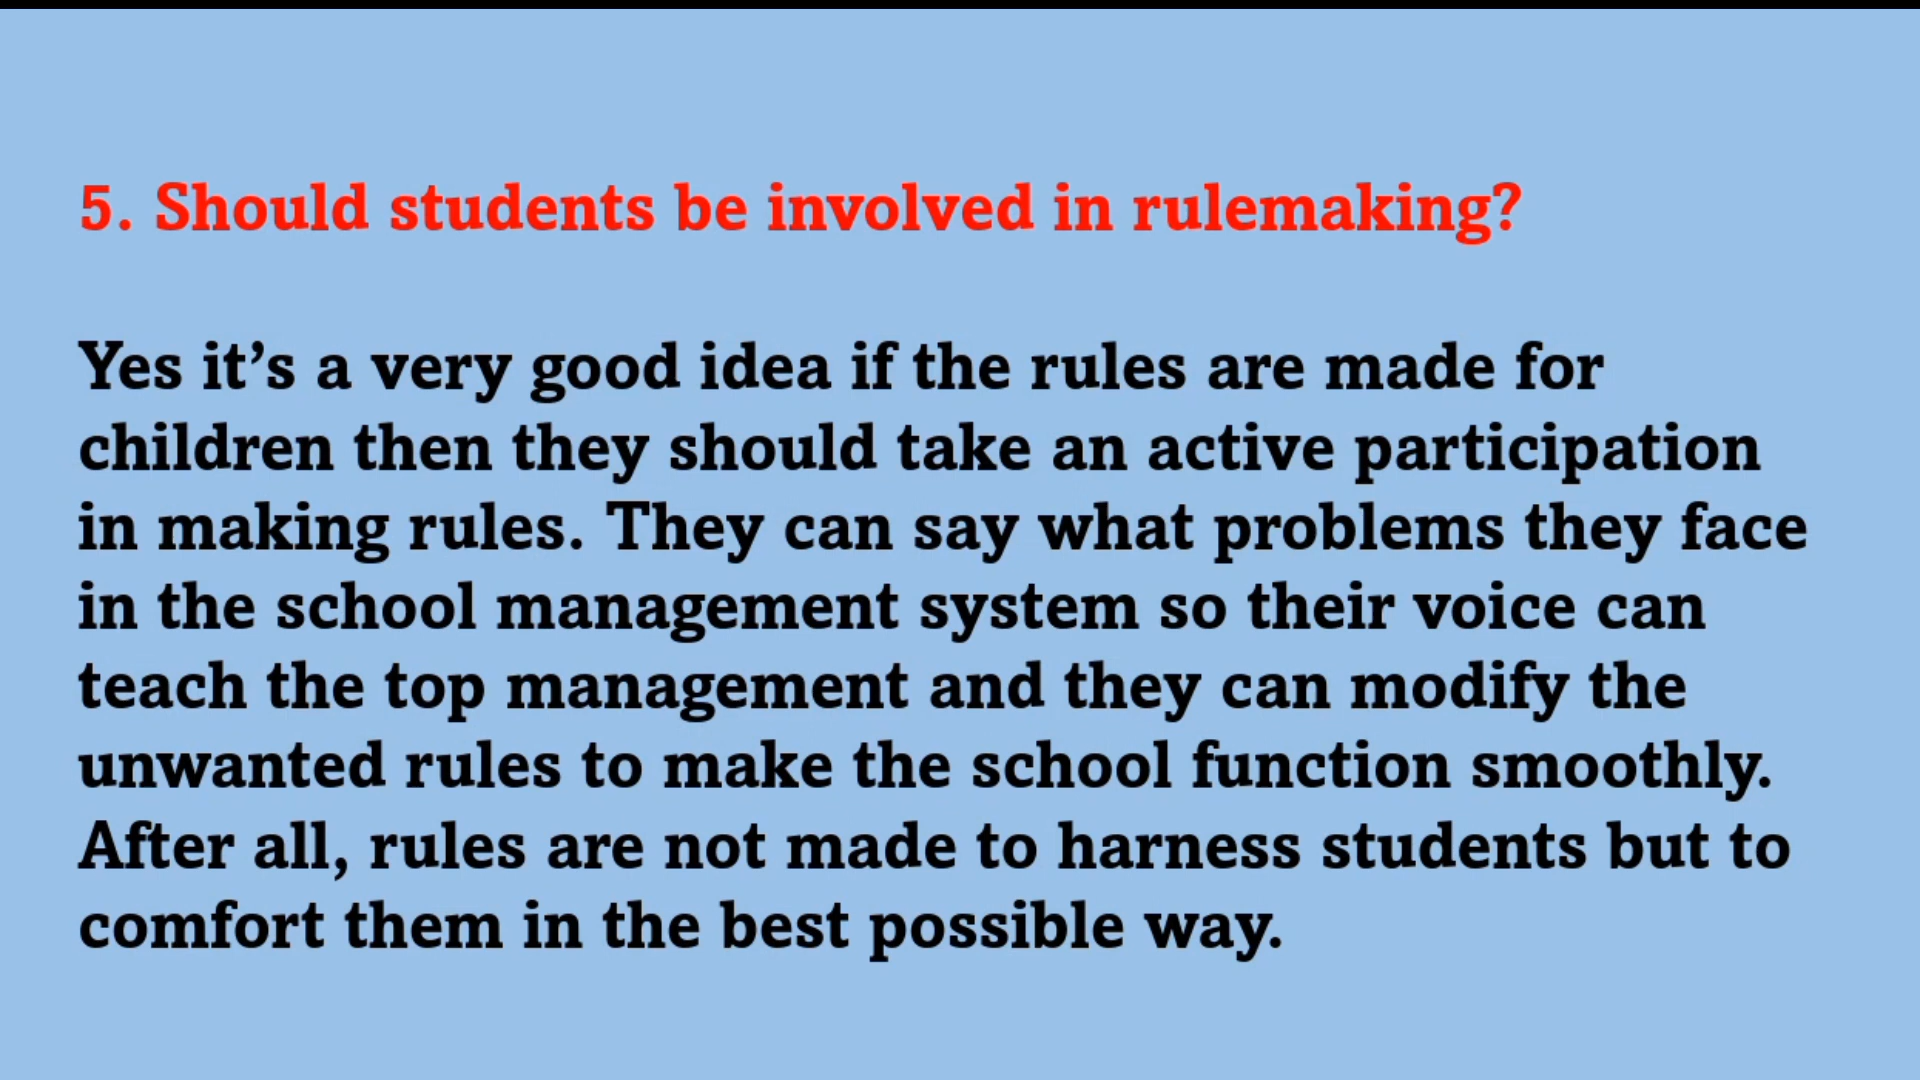 5. Should students be involved in rulemaking?
Yes it’s a very good idea if the rules are made for
children then they should take an active participation
in making rules. They can say what problems they face
in the school management system so their voice can
teach the top management and they can modify the
unwanted rules to make the school function smoothly.
After all, rules are not made to harness students but to
comfort them in the best possible way.